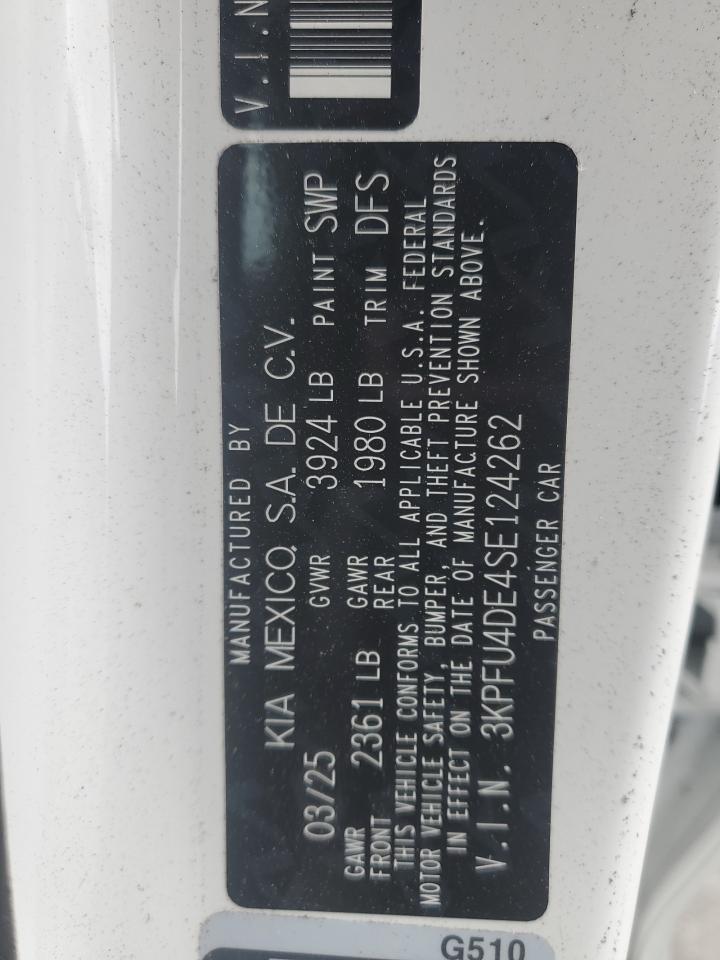 V.I.N
MANUFACTURED BY
KIA MEXICO, S.A. DE C.V.
03/25 GVWR 3924 LB PAINT SWP
GAWR FRONT 2361 LB GAWR REAR 1980 LB TRIM DFS
THIS VEHICLE CONFORMS TO ALL APPLICABLE U.S.A. FEDERAL
MOTOR VEHICLE SAFETY, BUMPER, AND THEFT PREVENTION STANDARDS
IN EFFECT ON THE DATE OF MANUFACTURE SHOWN ABOVE.
V.I.N. 3KPFU4DE4SE124262
PASSENGER CAR
G510